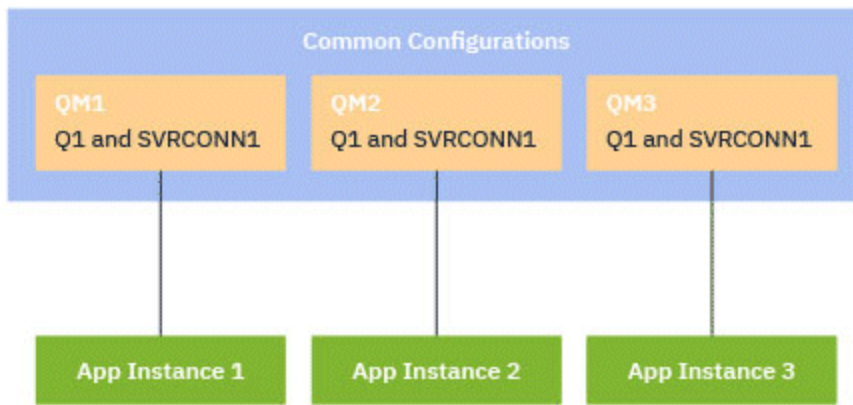 Common Configurations
QM1
Q1 and SVRCONN1
QM2
Q1 and SVRCONN1
QM3
Q1 and SVRCONN1
App Instance 1
App Instance 2
App Instance 3